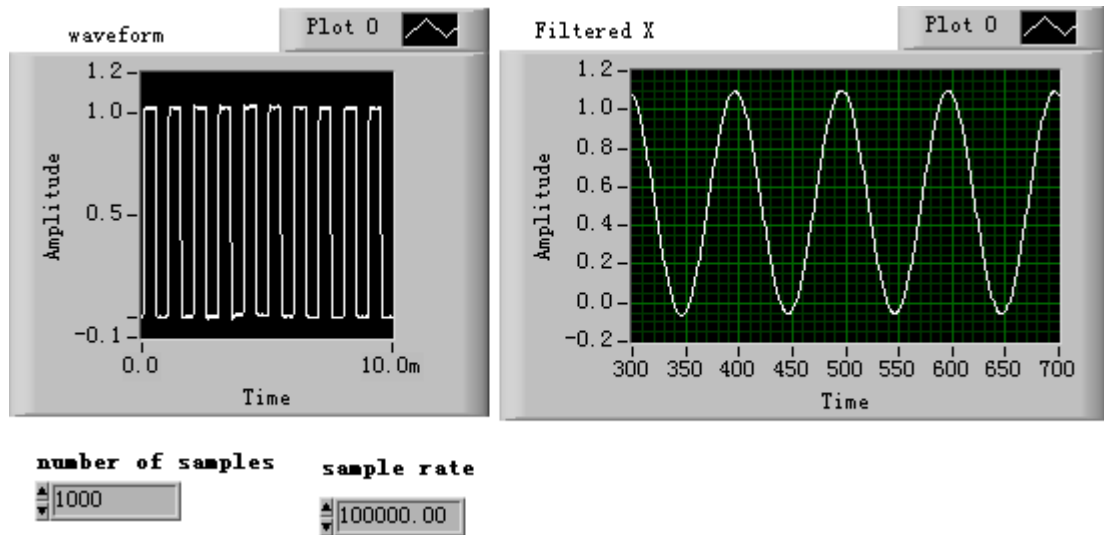 waveform
Plot 0
1.2
1.0
0.5
-0.1
0.0
10.0m
Amplitude
Time
Filtered X
Plot 0
1.2
1.0
0.8
0.6
0.4
0.2
0.0
-0.2
300 350 400 450 500 550 600 650 700
Amplitude
Time
number of samples
1000
sample rate
100000.00